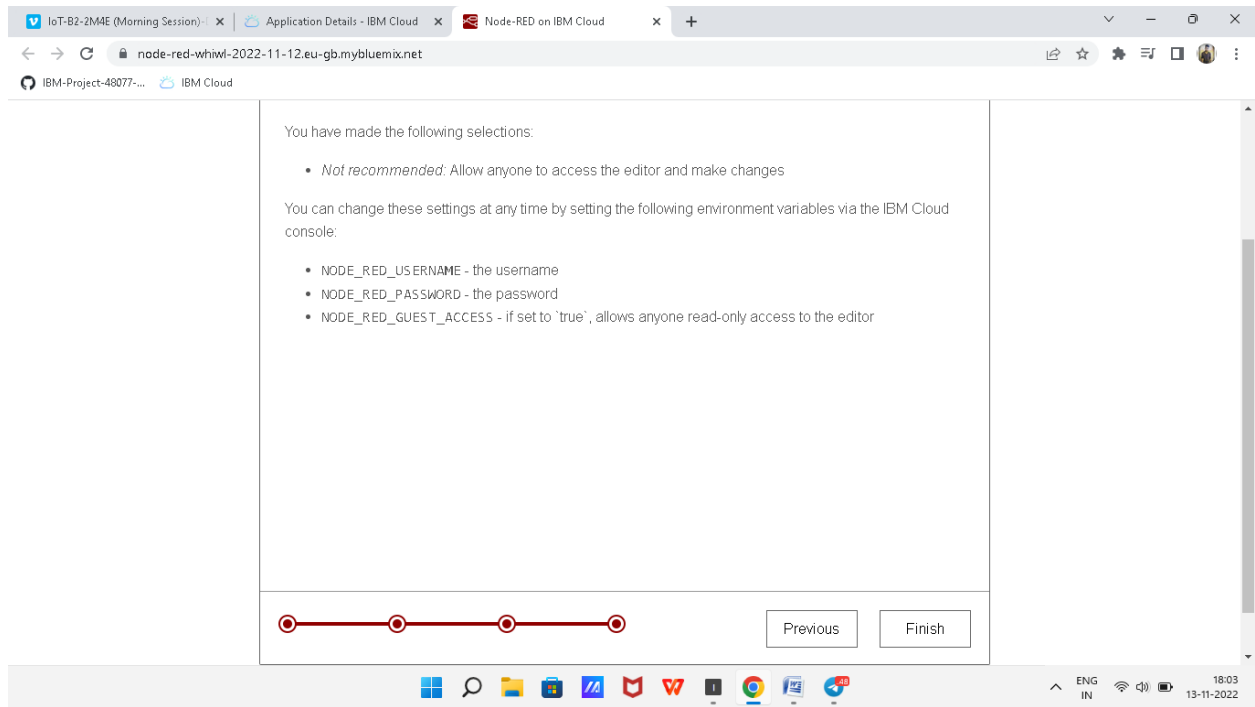 IoT-B2-2M4E (Morning Session)-
Application Details - IBM Cloud
Node-RED on IBM Cloud
node-red-whiwl-2022-11-12.eu-gb.mybluemix.net
IBM-Project-48077-...
IBM Cloud
You have made the following selections:
• Not recommended: Allow anyone to access the editor and make changes
You can change these settings at any time by setting the following environment variables via the IBM Cloud
console:
• NODE_RED_USERNAME - the username
• NODE_RED_PASSWORD - the password
• NODE_RED_GUEST_ACCESS - if set to `true`, allows anyone read-only access to the editor
Previous
Finish
48
ENG
IN
18:03
13-11-2022